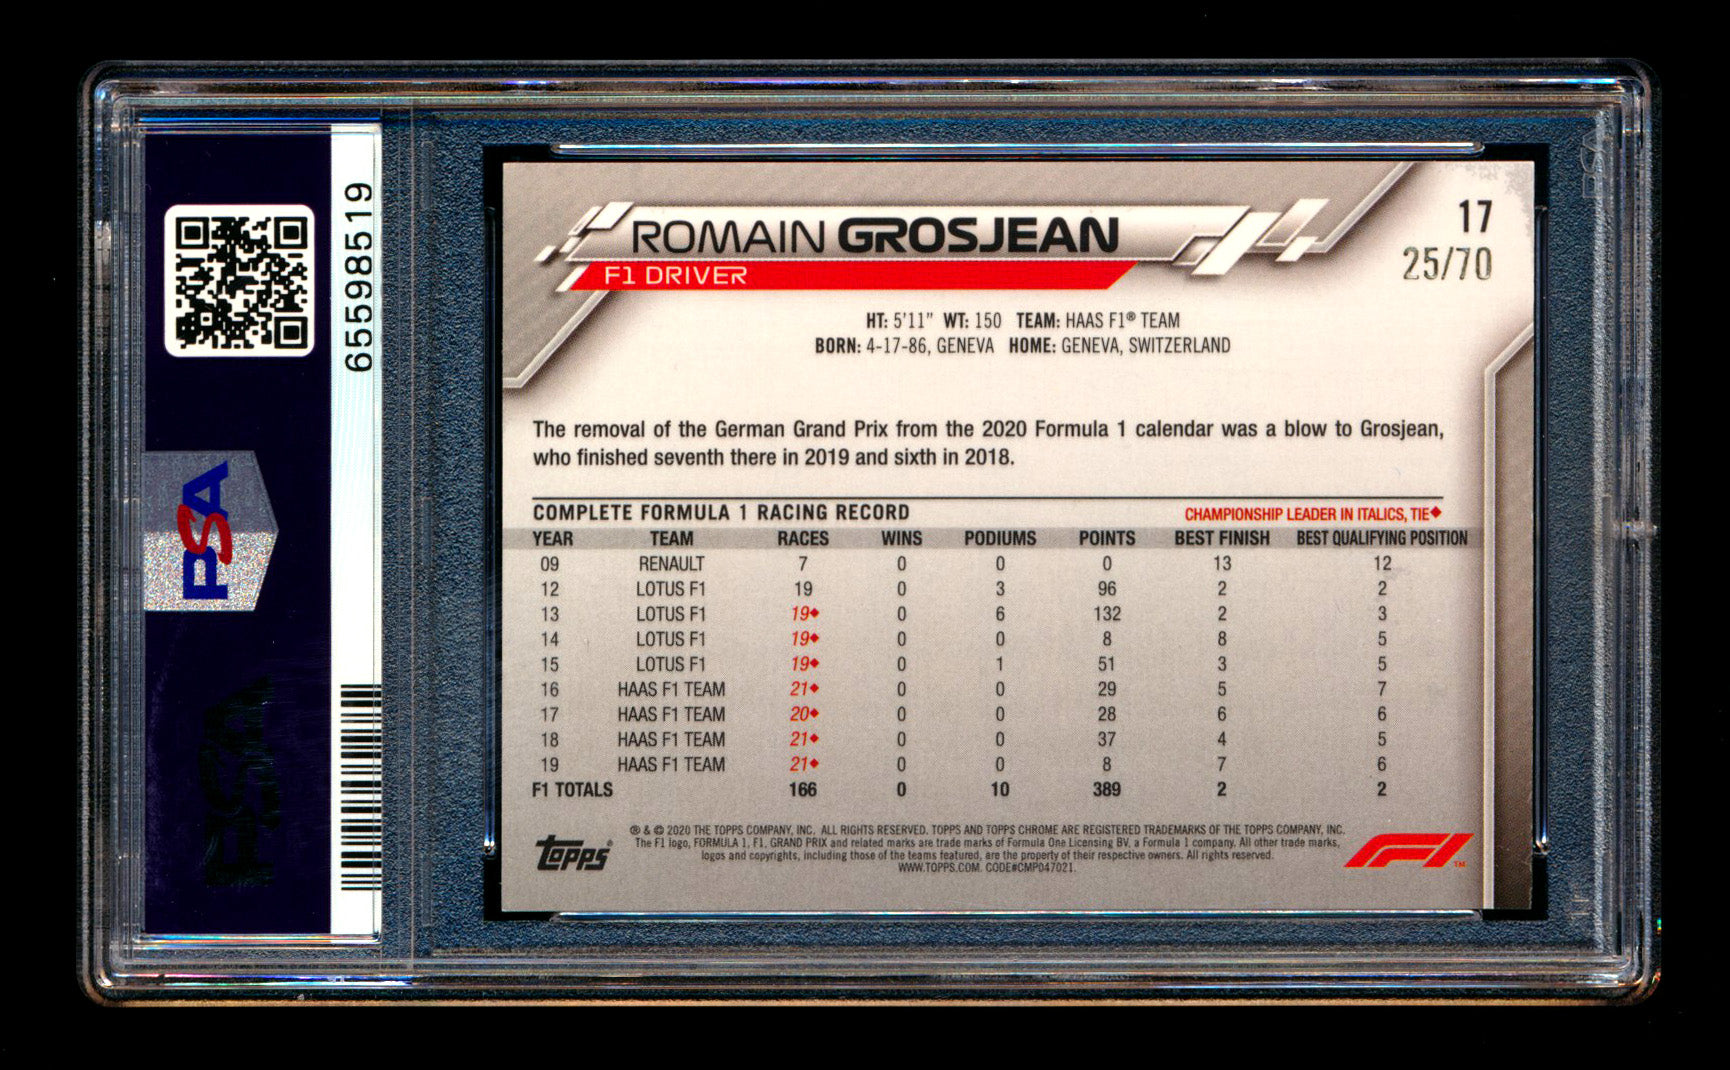 65598519
PSA
PSA
ROMAIN GROSJEAN
F1 DRIVER
17
25/70
HT: 5'11" WT: 150 TEAM: HAAS F1® TEAM
BORN: 4-17-86, GENEVA HOME: GENEVA, SWITZERLAND
The removal of the German Grand Prix from the 2020 Formula 1 calendar was a blow to Grosjean,
who finished seventh there in 2019 and sixth in 2018.
COMPLETE FORMULA 1 RACING RECORD CHAMPIONSHIP LEADER IN ITALICS, TIE♦
YEAR TEAM RACES WINS PODIUMS POINTS BEST FINISH BEST QUALIFYING POSITION
09 RENAULT 7 0 0 0 13 12
12 LOTUS F1 19 0 3 96 2 2
13 LOTUS F1 19♦ 0 6 132 2 3
14 LOTUS F1 19♦ 0 0 8 8 5
15 LOTUS F1 19♦ 0 1 51 3 5
16 HAAS F1 TEAM 21♦ 0 0 29 5 7
17 HAAS F1 TEAM 20♦ 0 0 28 6 6
18 HAAS F1 TEAM 21♦ 0 0 37 4 5
19 HAAS F1 TEAM 21♦ 0 0 8 7 6
F1 TOTALS 166 0 10 389 2 2
® & © 2020 THE TOPPS COMPANY, INC. ALL RIGHTS RESERVED. TOPPS AND TOPPS CHROME ARE REGISTERED TRADEMARKS OF THE TOPPS COMPANY, INC.
The F1 logo, FORMULA 1, F1, GRAND PRIX and related marks are trade marks of Formula One Licensing BV, a Formula 1 company. All other trade marks,
logos and copyrights, including those of the teams featured, are the property of their respective owners. All rights reserved.
WWW.TOPPS.COM. CODE#CMP047021.
Topps®
F1™